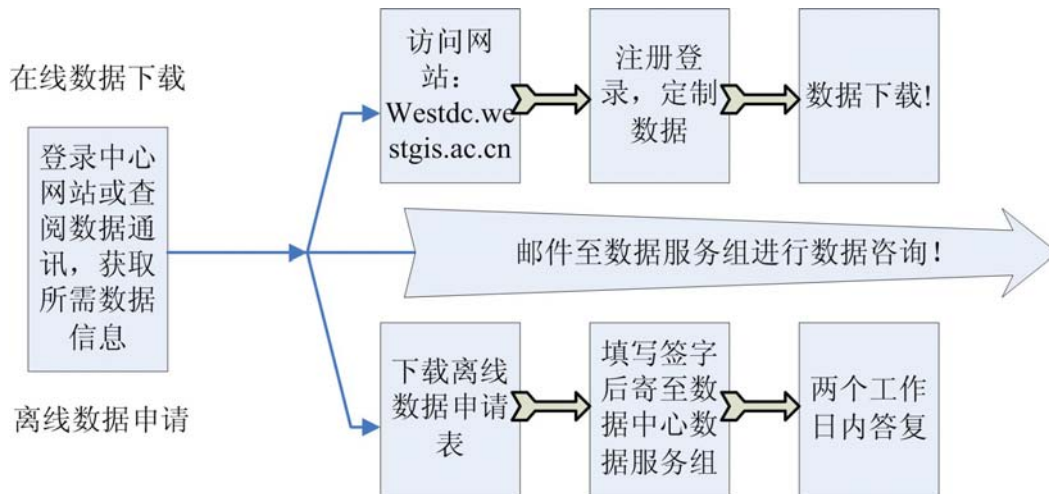 在线数据下载
登录中心
网站或查
阅数据通
讯，获取
所需数据
信息
离线数据申请
访问网
站：
Westdc.we
stgis.ac.cn
注册登
录，定制
数据
数据下载!
邮件至数据服务组进行数据咨询！
下载离线
数据申请
表
填写签字
后寄至数
据中心数
据服务组
两个工作
日内答复